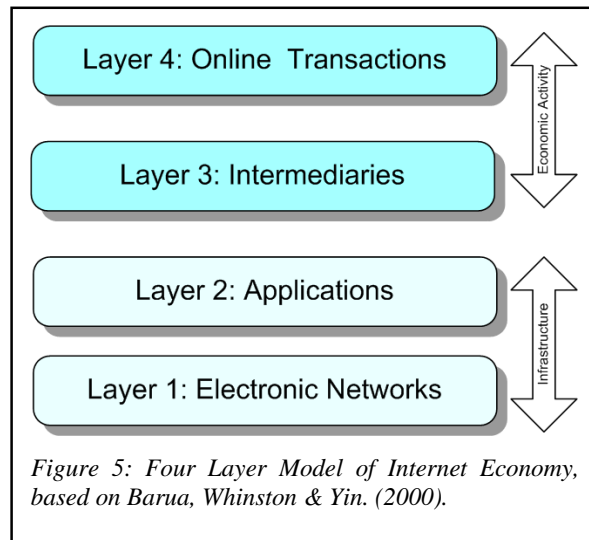 Layer 4: Online Transactions
Economic Activity
Layer 3: Intermediaries
Layer 2: Applications
Infrastructure
Layer 1: Electronic Networks
Figure 5: Four Layer Model of Internet Economy,
based on Barua, Whinston & Yin. (2000).